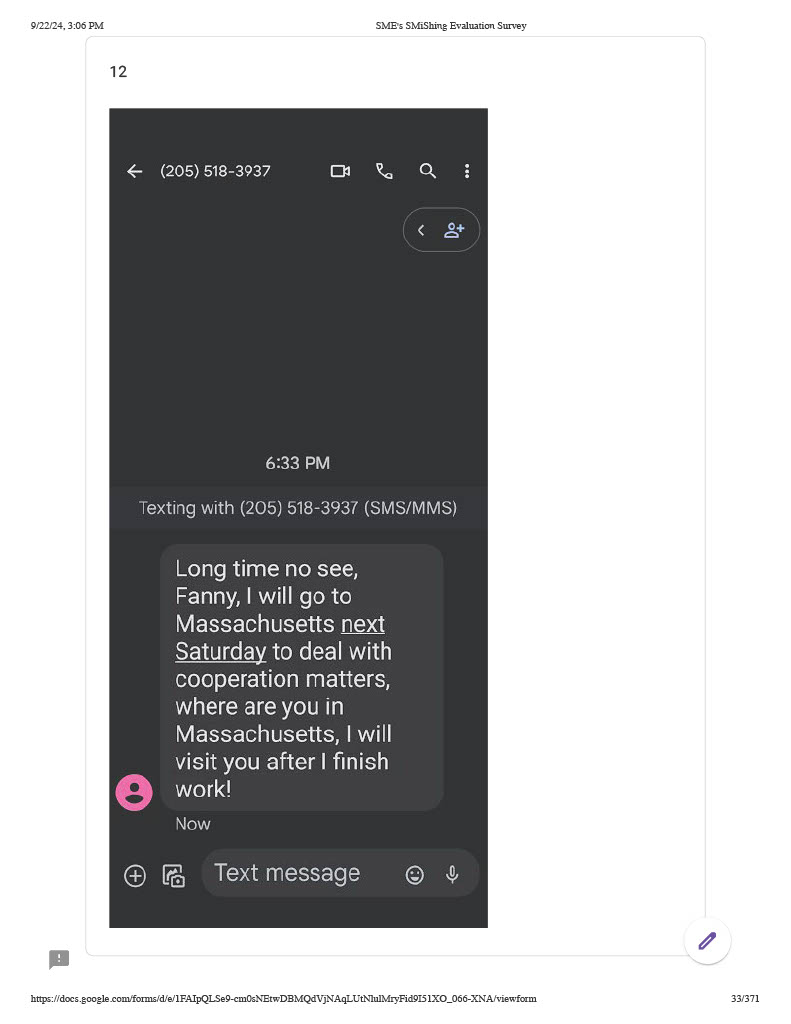 9/22/24, 3:06 PM
SME's SMiShing Evaluation Survey
12
(205) 518-3937
6:33 PM
Texting with (205) 518-3937 (SMS/MMS)
Long time no see,
Fanny, I will go to
Massachusetts next
Saturday to deal with
cooperation matters,
where are you in
Massachusetts, I will
visit you after I finish
work!
Now
Text message
https://docs.google.com/forms/d/e/1FAIpQLSe9-cm0sNEtwDBMQdVjNAqLUtNlulMryFid9I51XO_066-XNA/viewform
33/371